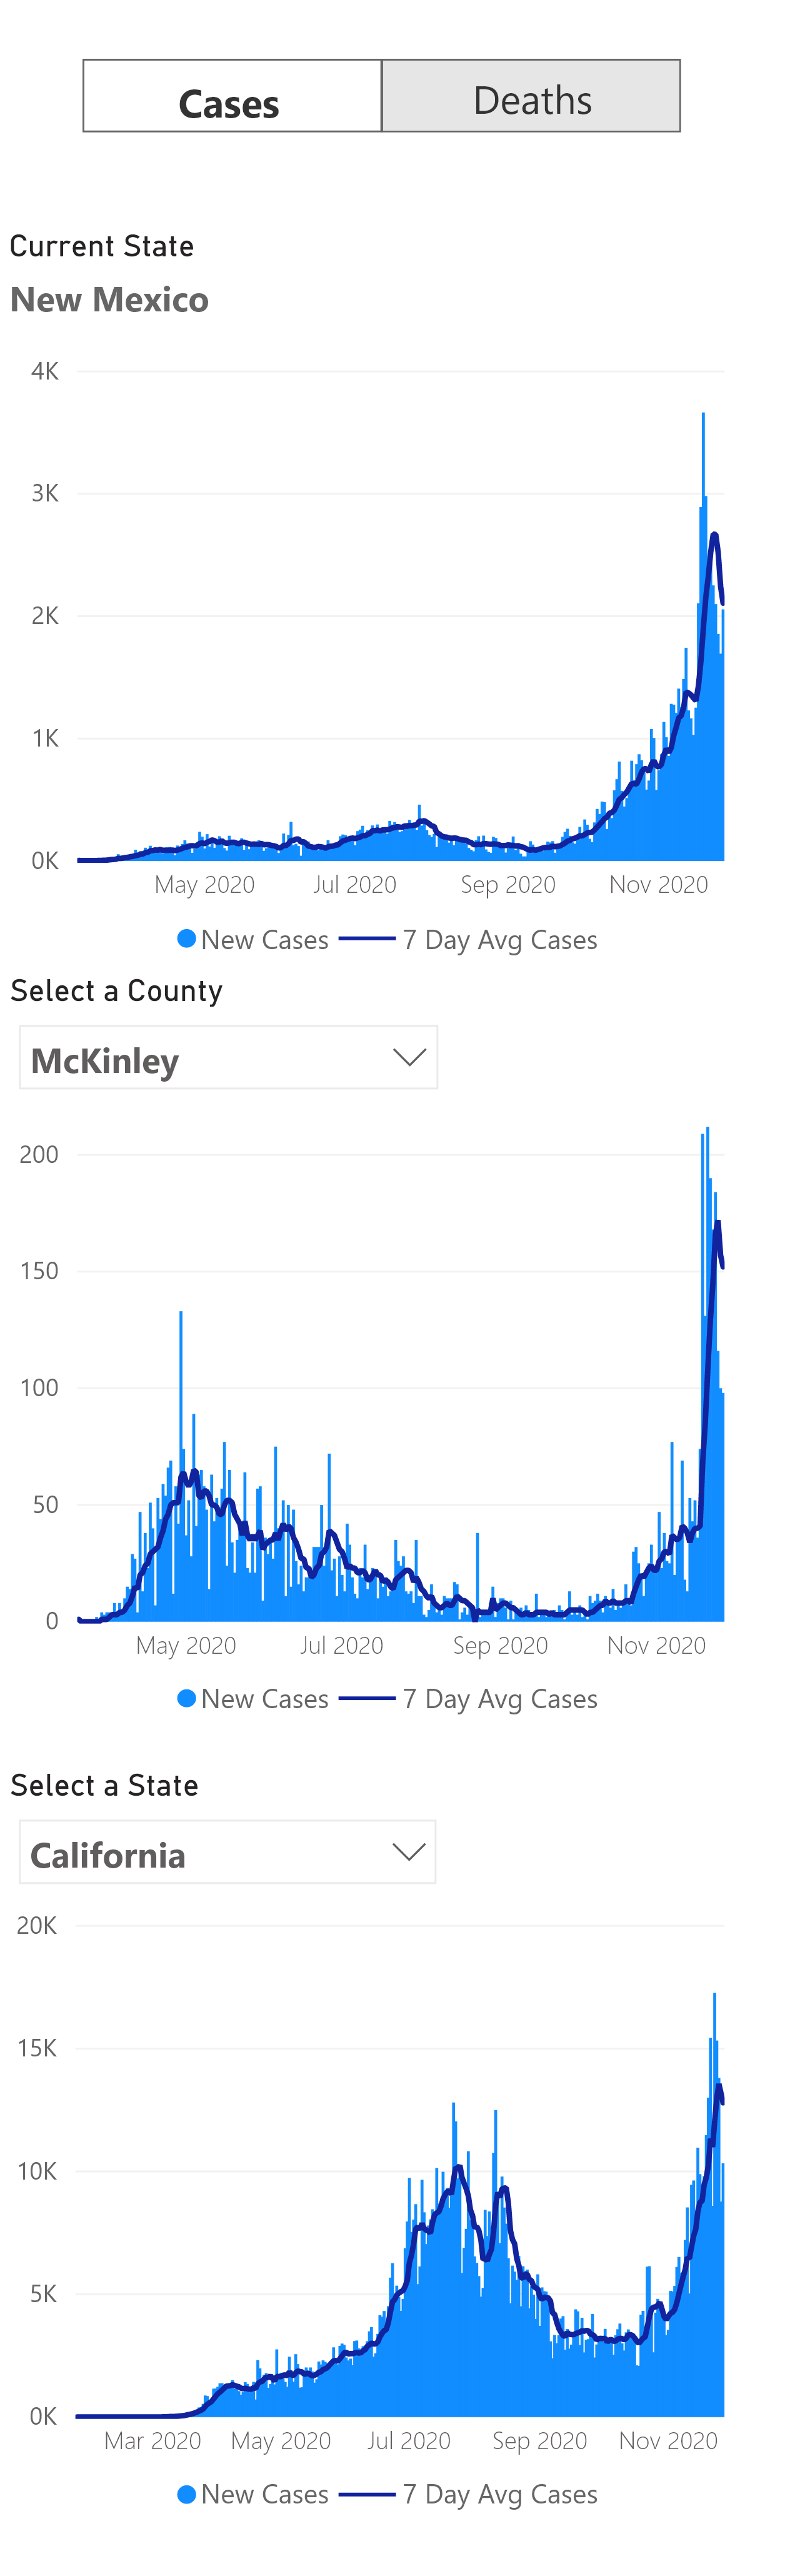 Cases Deaths
Current State
New Mexico
4K
3K
2K
1K
0K
May 2020 Jul 2020 Sep 2020 Nov 2020
New Cases 7 Day Avg Cases
Select a County
McKinley
200
150
100
50
0
May 2020 Jul 2020 Sep 2020 Nov 2020
New Cases 7 Day Avg Cases
Select a State
California
20K
15K
10K
5K
0K
Mar 2020 May 2020 Jul 2020 Sep 2020 Nov 2020
New Cases 7 Day Avg Cases